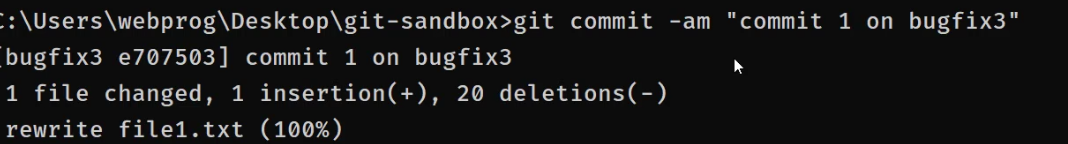 :\Users\webprog\Desktop\git-sandbox>git commit -am "commit 1 on bugfix3"
[bugfix3 e707503] commit 1 on bugfix3
1 file changed, 1 insertion(+), 20 deletions(-)
rewrite file1.txt (100%)